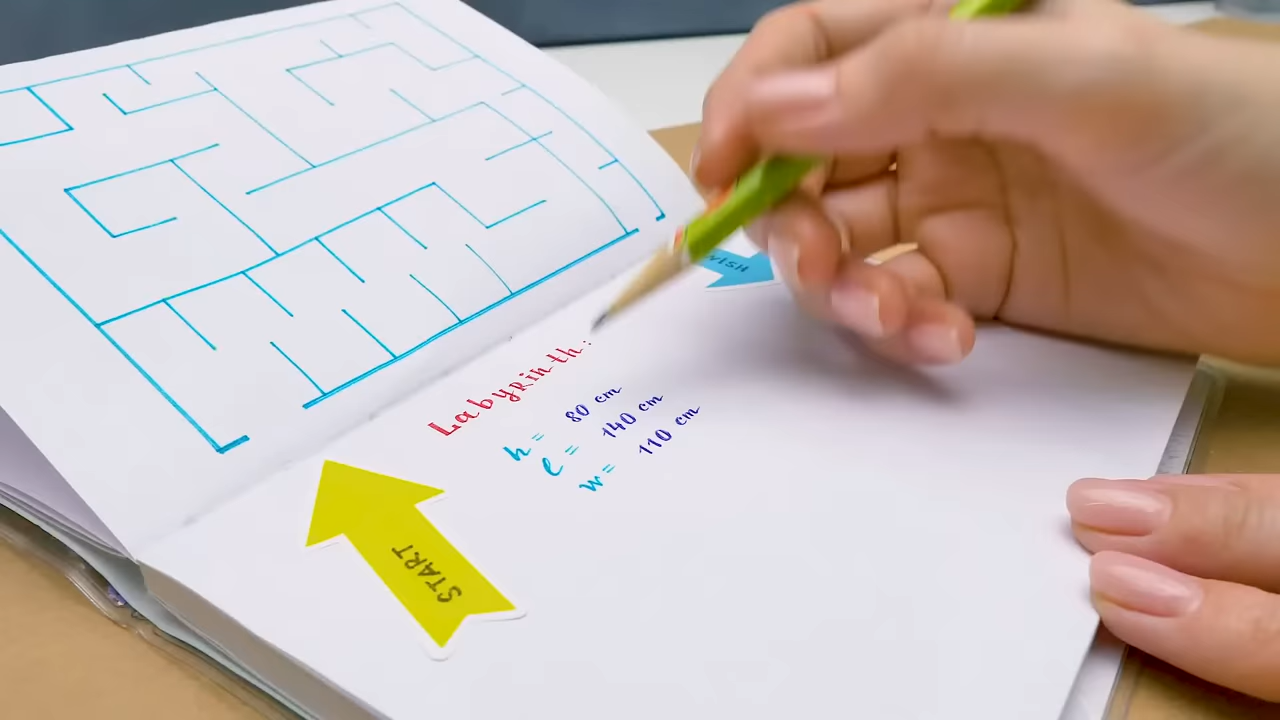 Labyrinth:
h = 80 cm
l = 140 cm
w = 110 cm
START